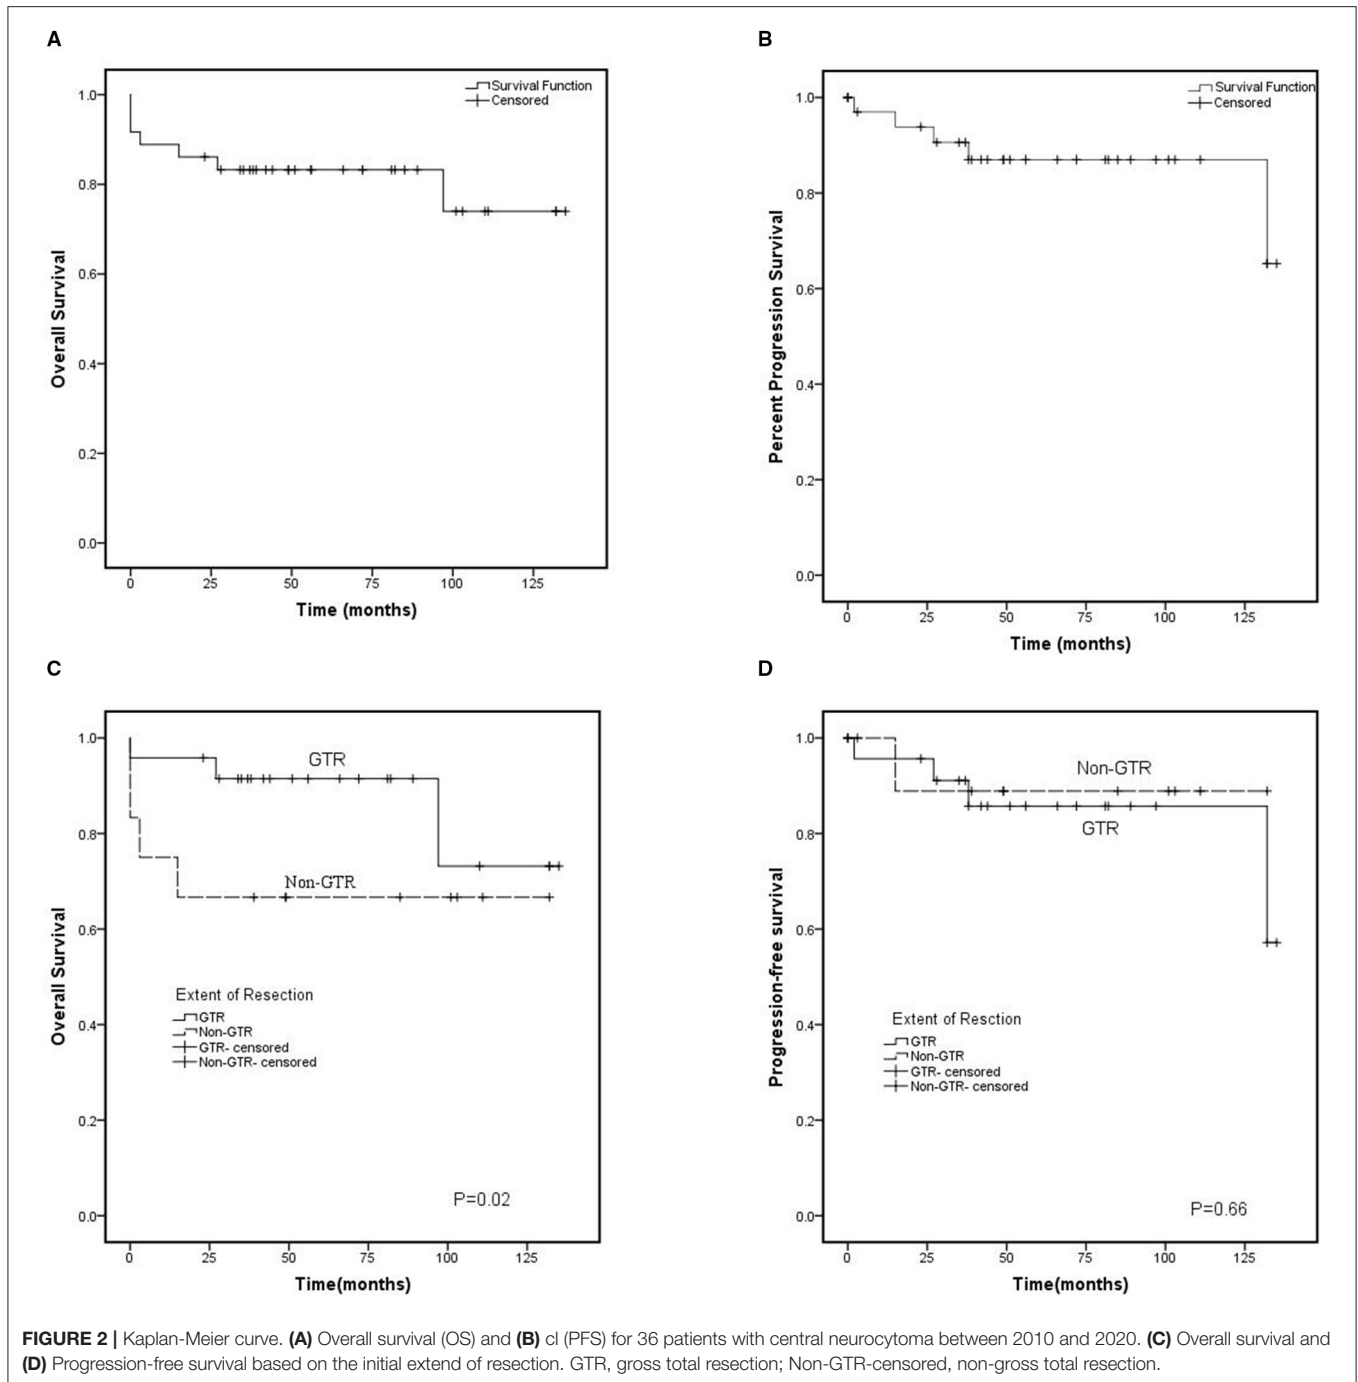 A
Survival Function
Censored
1.0
0.8
0.6
0.4
0.2
0.0
Overall Survival
0 25 50 75 100 125
Time (months)
B
Survival Function
Censored
1.0
0.8
0.6
0.4
0.2
0.0
Percent Progression Survival
0 25 50 75 100 125
Time (months)
C
1.0
0.8
0.6
0.4
0.2
0.0
Overall Survival
GTR
Non-GTR
Extent of Resection
GTR
Non-GTR
GTR- censored
Non-GTR- censored
P=0.02
0 25 50 75 100 125
Time(months)
D
1.0
0.8
0.6
0.4
0.2
0.0
Progression-free survival
Non-GTR
GTR
Extent of Resction
GTR
Non-GTR
GTR- censored
Non-GTR- censored
P=0.66
0 25 50 75 100 125
Time(months)
FIGURE 2 | Kaplan-Meier curve. (A) Overall survival (OS) and (B) cl (PFS) for 36 patients with central neurocytoma between 2010 and 2020. (C) Overall survival and
(D) Progression-free survival based on the initial extend of resection. GTR, gross total resection; Non-GTR-censored, non-gross total resection.